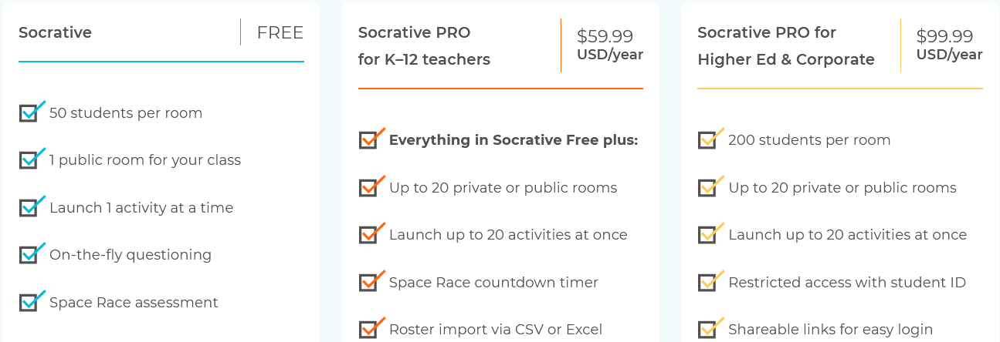 Socrative
FREE
50 students per room
1 public room for your class
Launch 1 activity at a time
On-the-fly questioning
Space Race assessment
Socrative PRO
for K–12 teachers
$59.99
USD/year
Everything in Socrative Free plus:
Up to 20 private or public rooms
Launch up to 20 activities at once
Space Race countdown timer
Roster import via CSV or Excel
Socrative PRO for
Higher Ed & Corporate
$99.99
USD/year
200 students per room
Up to 20 private or public rooms
Launch up to 20 activities at once
Restricted access with student ID
Shareable links for easy login